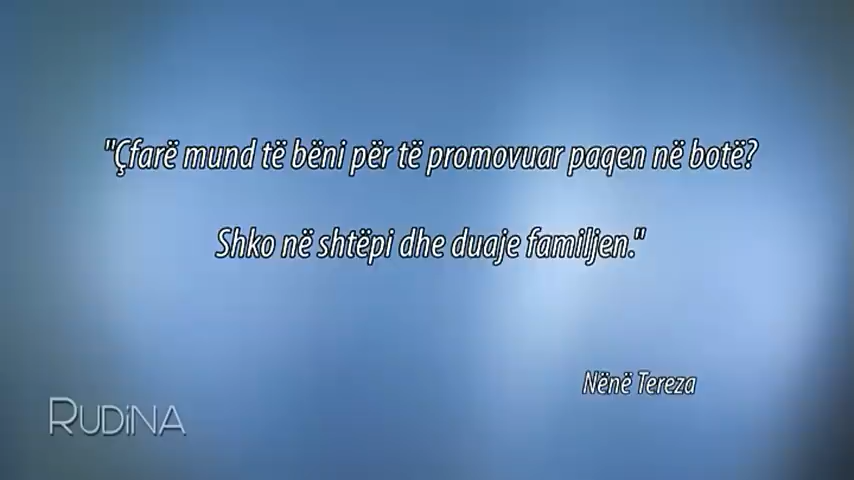 "Çfarë mund të bëni për të promovuar paqen në botë?
Shko në shtëpi dhe duaje familjen."
Nënë Tereza
RUDiNA